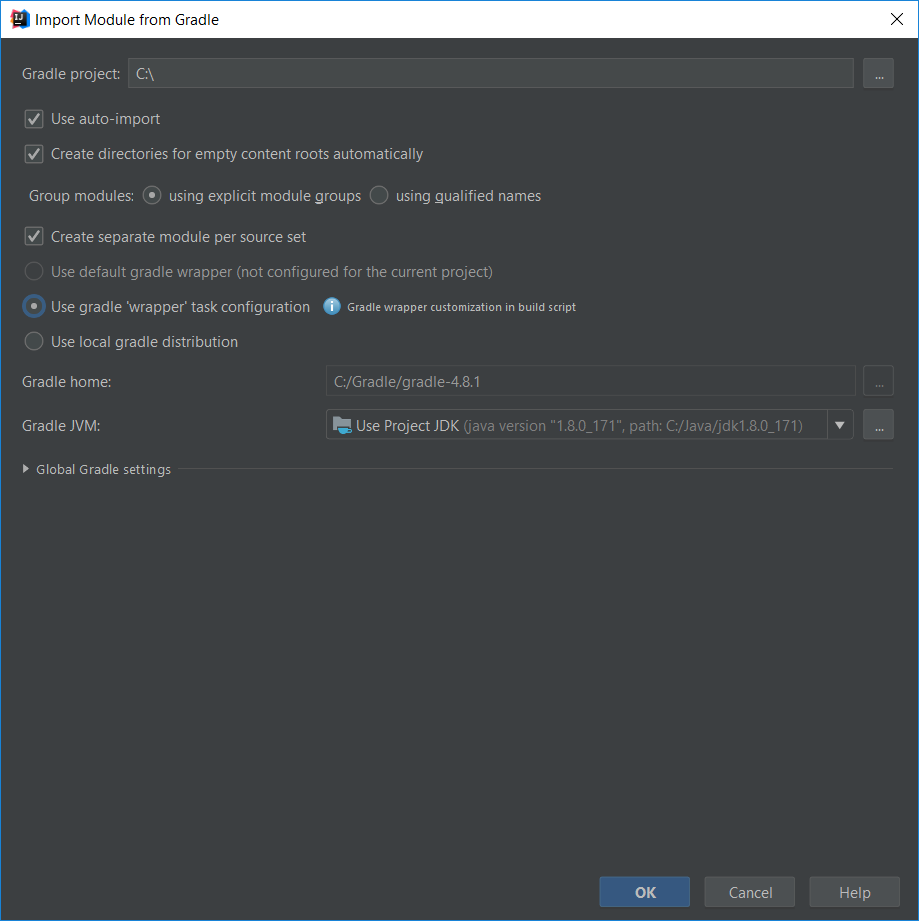 Import Module from Gradle
Gradle project: C:\ ...
Use auto-import
Create directories for empty content roots automatically
Group modules: using explicit module groups using qualified names
Create separate module per source set
Use default gradle wrapper (not configured for the current project)
Use gradle 'wrapper' task configuration Gradle wrapper customization in build script
Use local gradle distribution
Gradle home: C:/Gradle/gradle-4.8.1 ...
Gradle JVM: Use Project JDK (java version "1.8.0_171", path: C:/Java/jdk1.8.0_171) ...
Global Gradle settings
OK Cancel Help